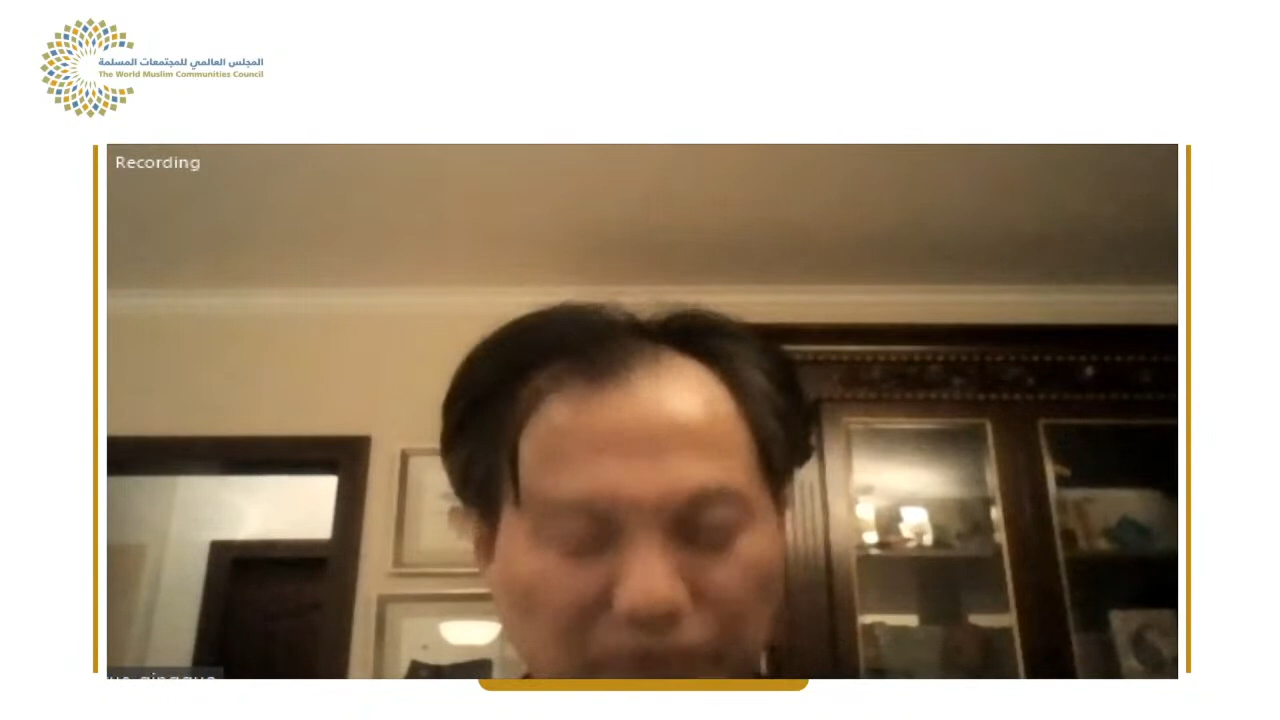 المجلس العالمي للمجتمعات المسلمة
The World Muslim Communities Council
Recording